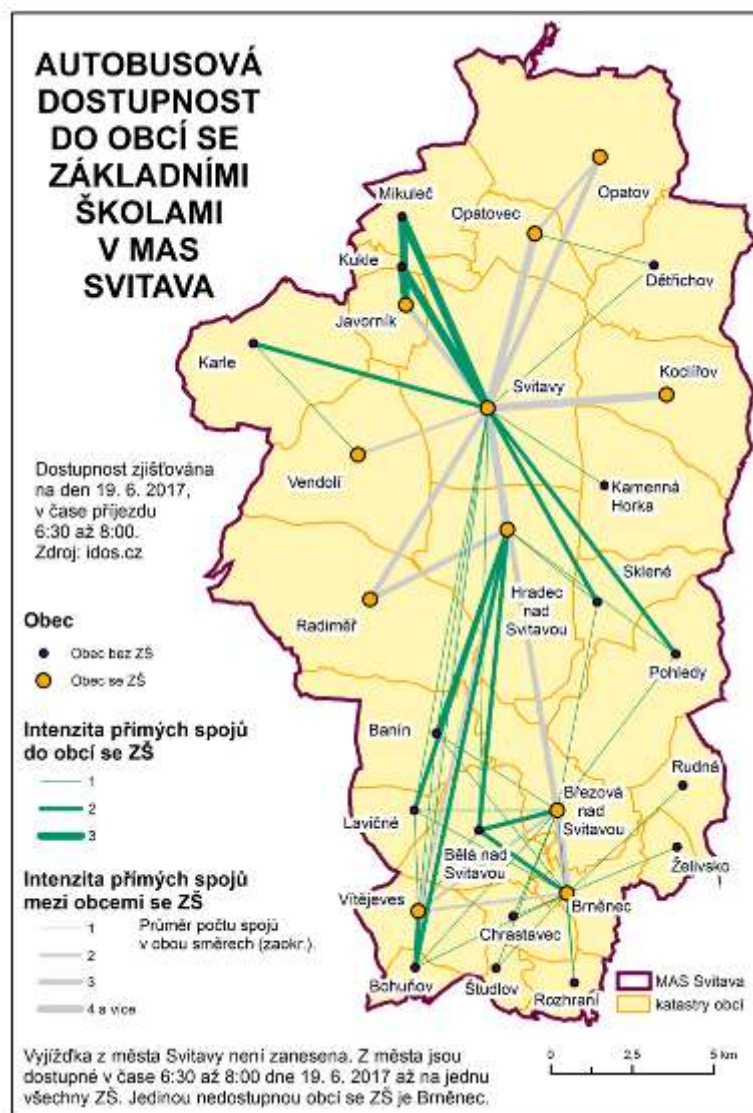 AUTOBUSOVÁ
DOSTUPNOST
DO OBCÍ SE
ZÁKLADNÍMI
ŠKOLAMI
V MAS
SVITAVA
Mikuleč
Opatovec
Opatov
Kukle
Dětřichov
Javorník
Karle
Koclířov
Svitavy
Vendolí
Kamenná
Horka
Dostupnost zjišťována
na den 19. 6. 2017,
v čase příjezdu
6:30 až 8:00.
Zdroj: idos.cz
Sklené
Hradec
nad
Svitavou
Radiměř
Pohledy
Obec
Obec bez ZŠ
Obec se ZŠ
Intenzita přímých spojů
do obcí se ZŠ
1
2
3
Banín
Rudná
Březová
nad
Svitavou
Lavičné
Bělá nad
Svitavou
Želivsko
Vítějeves
Brněnec
Chrastavec
Bohuňov
Študlov
Rozhraní
Intenzita přímých spojů
mezi obcemi se ZŠ
1
2
3
4 a více
Průměr počtu spojů
v obou směrech (zaokr.).
MAS Svitava
katastry obcí
Vyjížďka z města Svitavy není zanesena. Z města jsou
dostupné v čase 6:30 až 8:00 dne 19. 6. 2017 až na jednu
všechny ZŠ. Jedinou nedostupnou obcí se ZŠ je Brněnec.
0 2,5 5 km